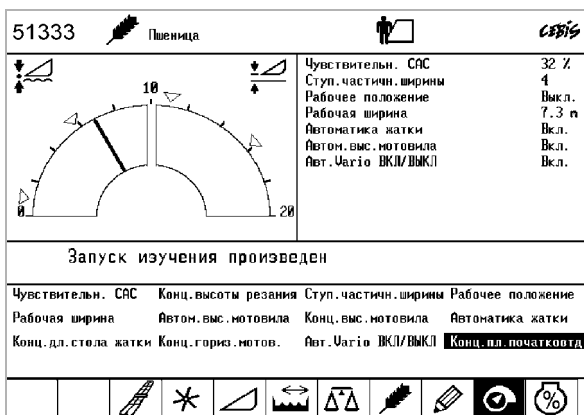 51333 Пшеница CEBIS
10
0
20
Чувствительн. САС 32 %
Ступ.частичн.ширины 4
Рабочее положение Выкл.
Рабочая ширина 7.3 m
Автоматика жатки Вкл.
Автом.выс.мотовила Вкл.
Авт.Vario ВКЛ/ВЫКЛ Вкл.
Запуск изучения произведен
Чувствительн. САС Конц.высоты резания Ступ.частичн.ширины Рабочее положение
Рабочая ширина Автом.выс.мотовила Конц.выс.мотовила Автоматика жатки
Конц.дл.стола жатки Конц.гориз.мотов. Авт.Vario ВКЛ/ВЫКЛ Конц.пл.початкоотд
%